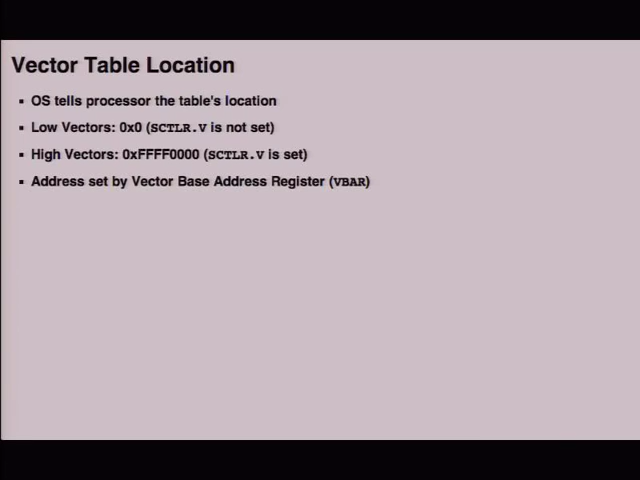 Vector Table Location
▪ OS tells processor the table's location
▪ Low Vectors: 0x0 (SCTLR.V is not set)
▪ High Vectors: 0xFFFF0000 (SCTLR.V is set)
▪ Address set by Vector Base Address Register (VBAR)